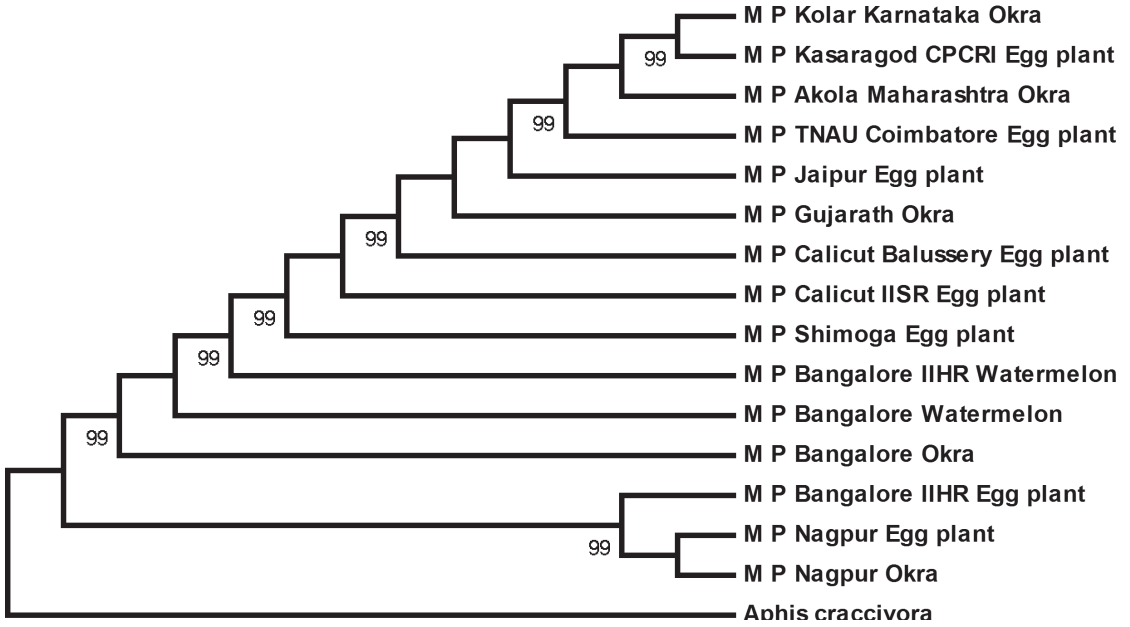 M P Kolar Karnataka Okra
99
M P Kasaragod CPCRI Egg plant
M P Akola Maharashtra Okra
99
M P TNAU Coimbatore Egg plant
M P Jaipur Egg plant
M P Gujarath Okra
99
M P Calicut Balussery Egg plant
M P Calicut IISR Egg plant
99
M P Shimoga Egg plant
99
M P Bangalore IIHR Watermelon
M P Bangalore Watermelon
99
M P Bangalore Okra
M P Bangalore IIHR Egg plant
M P Nagpur Egg plant
99
M P Nagpur Okra
Aphis craccivora